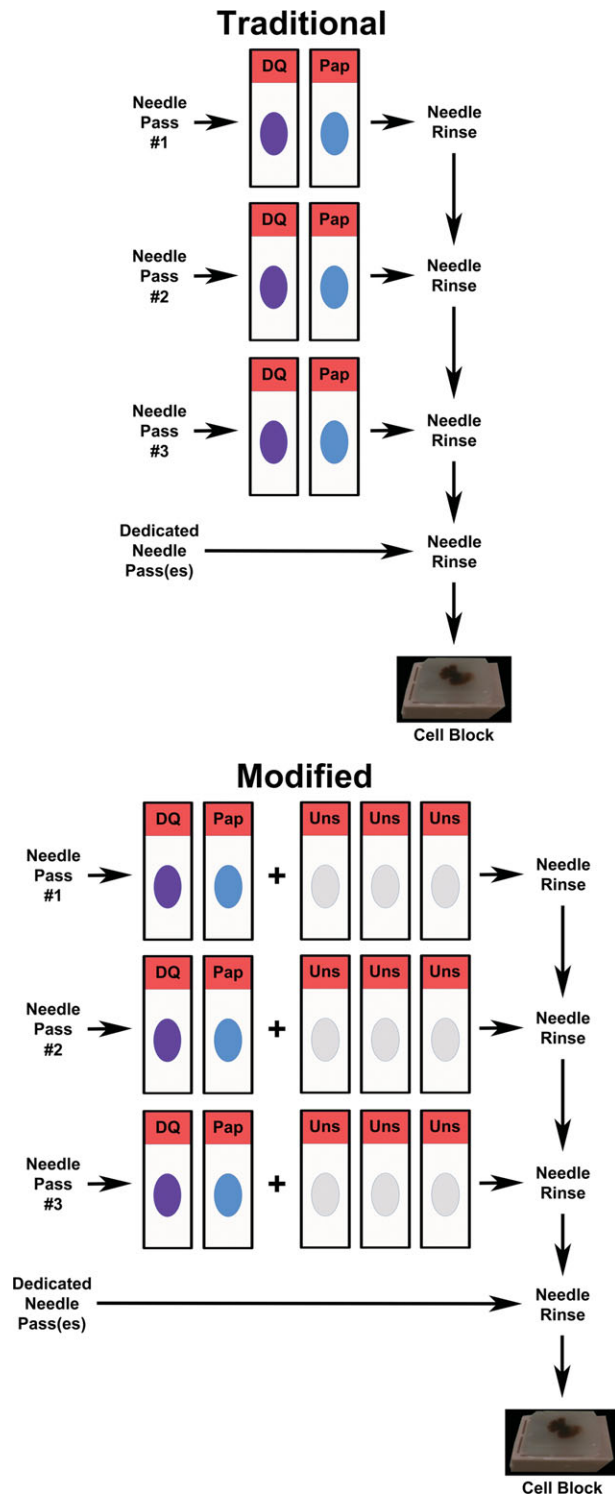 Traditional
DQ Pap
Needle
Pass
#1
Needle
Rinse
DQ Pap
Needle
Pass
#2
Needle
Rinse
DQ Pap
Needle
Pass
#3
Needle
Rinse
Dedicated
Needle
Pass(es)
Needle
Rinse
Cell Block
Modified
DQ Pap Uns Uns Uns
Needle
Pass
#1
+
Needle
Rinse
DQ Pap Uns Uns Uns
Needle
Pass
#2
+
Needle
Rinse
DQ Pap Uns Uns Uns
Needle
Pass
#3
+
Needle
Rinse
Dedicated
Needle
Pass(es)
Needle
Rinse
Cell Block